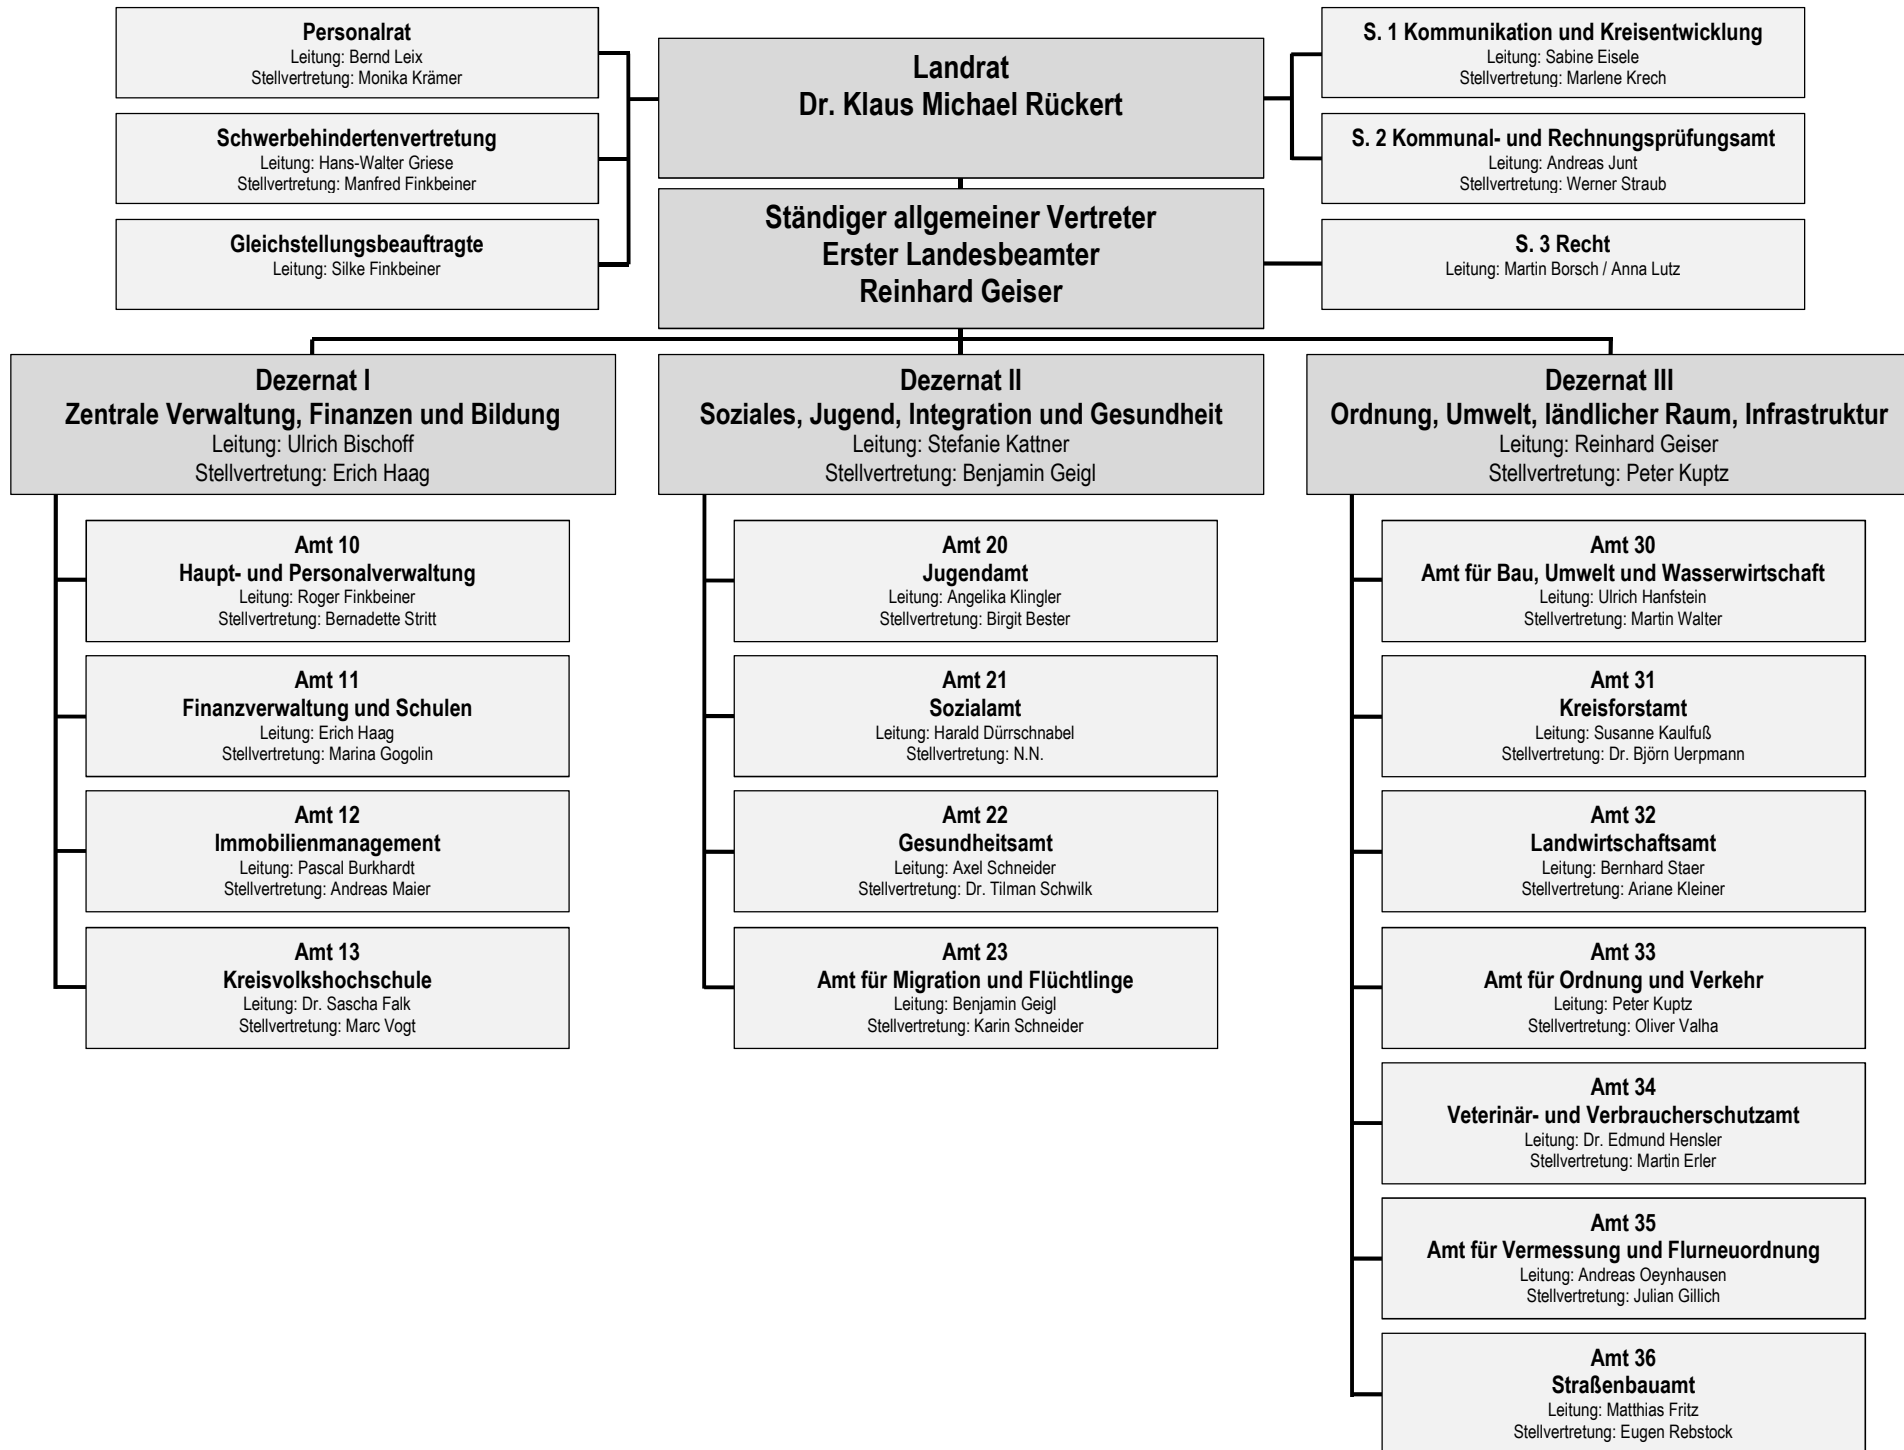 Personalrat
Leitung: Bernd Leix
Stellvertretung: Monika Krämer
Schwerbehindertenvertretung
Leitung: Hans-Walter Griese
Stellvertretung: Manfred Finkbeiner
Gleichstellungsbeauftragte
Leitung: Silke Finkbeiner
Landrat
Dr. Klaus Michael Rückert
Ständiger allgemeiner Vertreter
Erster Landesbeamter
Reinhard Geiser
S. 1 Kommunikation und Kreisentwicklung
Leitung: Sabine Eisele
Stellvertretung: Marlene Krech
S. 2 Kommunal- und Rechnungsprüfungsamt
Leitung: Andreas Junt
Stellvertretung: Werner Straub
S. 3 Recht
Leitung: Martin Borsch / Anna Lutz
Dezernat I
Zentrale Verwaltung, Finanzen und Bildung
Leitung: Ulrich Bischoff
Stellvertretung: Erich Haag
Amt 10
Haupt- und Personalverwaltung
Leitung: Roger Finkbeiner
Stellvertretung: Bernadette Stritt
Amt 11
Finanzverwaltung und Schulen
Leitung: Erich Haag
Stellvertretung: Marina Gogolin
Amt 12
Immobilienmanagement
Leitung: Pascal Burkhardt
Stellvertretung: Andreas Maier
Amt 13
Kreisvolkshochschule
Leitung: Dr. Sascha Falk
Stellvertretung: Marc Vogt
Dezernat II
Soziales, Jugend, Integration und Gesundheit
Leitung: Stefanie Kattner
Stellvertretung: Benjamin Geigl
Amt 20
Jugendamt
Leitung: Angelika Klingler
Stellvertretung: Birgit Bester
Amt 21
Sozialamt
Leitung: Harald Dürrschnabel
Stellvertretung: N.N.
Amt 22
Gesundheitsamt
Leitung: Axel Schneider
Stellvertretung: Dr. Tilman Schwilk
Amt 23
Amt für Migration und Flüchtlinge
Leitung: Benjamin Geigl
Stellvertretung: Karin Schneider
Dezernat III
Ordnung, Umwelt, ländlicher Raum, Infrastruktur
Leitung: Reinhard Geiser
Stellvertretung: Peter Kuptz
Amt 30
Amt für Bau, Umwelt und Wasserwirtschaft
Leitung: Ulrich Hanfstein
Stellvertretung: Martin Walter
Amt 31
Kreisforstamt
Leitung: Susanne Kaulfuß
Stellvertretung: Dr. Björn Uerpmann
Amt 32
Landwirtschaftsamt
Leitung: Bernhard Staer
Stellvertretung: Ariane Kleiner
Amt 33
Amt für Ordnung und Verkehr
Leitung: Peter Kuptz
Stellvertretung: Oliver Valha
Amt 34
Veterinär- und Verbraucherschutzamt
Leitung: Dr. Edmund Hensler
Stellvertretung: Martin Erler
Amt 35
Amt für Vermessung und Flurneuordnung
Leitung: Andreas Oeynhausen
Stellvertretung: Julian Gillich
Amt 36
Straßenbauamt
Leitung: Matthias Fritz
Stellvertretung: Eugen Rebstock